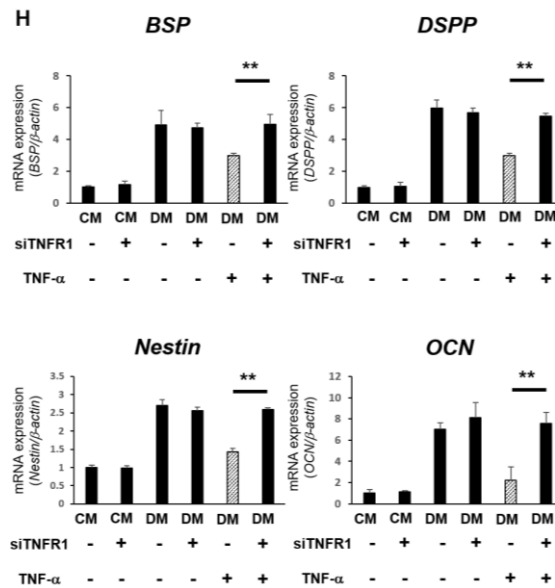 H
BSP
DSPP
**
**
mRNA expression
(BSP/β-actin)
8
6
4
2
0
CM CM DM DM DM DM
siTNFR1 - + - + - +
TNF-α - - - - + +
mRNA expression
(DSPP/β-actin)
8
6
4
2
0
CM CM DM DM DM DM
siTNFR1 - + - + - +
TNF-α - - - - + +
Nestin
OCN
**
**
mRNA expression
(Nestin/β-actin)
3.5
3
2.5
2
1.5
1
0.5
0
CM CM DM DM DM DM
siTNFR1 - + - + - +
TNF-α - - - - + +
mRNA expression
(OCN/β-actin)
12
10
8
6
4
2
0
CM CM DM DM DM DM
siTNFR1 - + - + - +
TNF-α - - - - + +